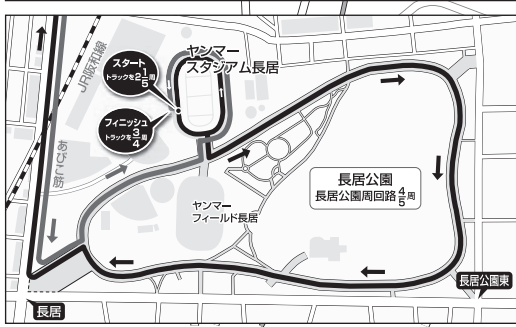 スタート
トラックを2 1/5周
ヤンマー
スタジアム長居
JR阪和線
フィニッシュ
トラックを3/4周
あびこ筋
長居公園
長居公園周回路4/5周
ヤンマー
フィールド長居
長居公園東
長居